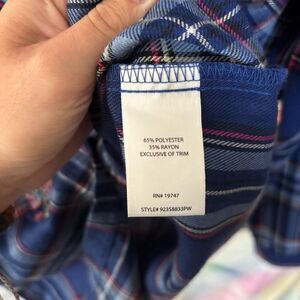 65% POLYESTER
35% RAYON
EXCLUSIVE OF TRIM
RN# 19747
STYLE# 92358833PW